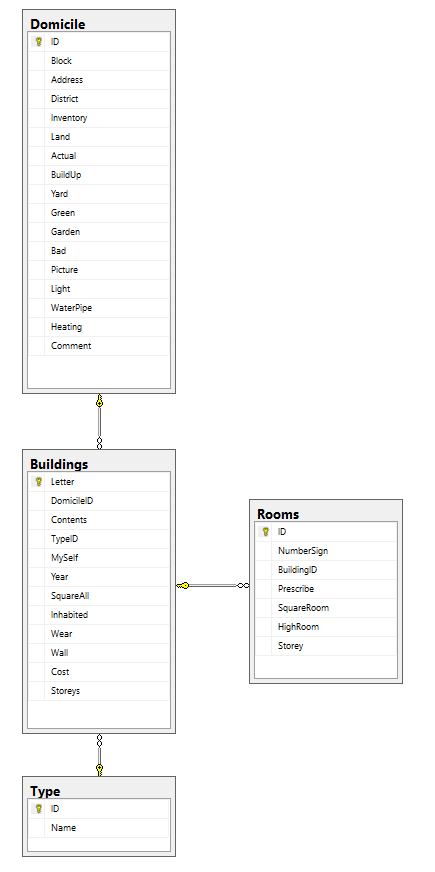 Domicile
ID
Block
Address
District
Inventory
Land
Actual
BuildUp
Yard
Green
Garden
Bad
Picture
Light
WaterPipe
Heating
Comment
Buildings
Letter
DomicileID
Contents
TypeID
MySelf
Year
SquareAll
Inhabited
Wear
Wall
Cost
Storeys
Rooms
ID
NumberSign
BuildingID
Prescribe
SquareRoom
HighRoom
Storey
Type
ID
Name